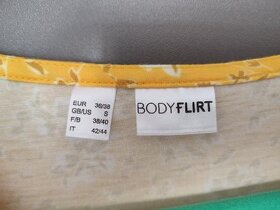 EUR 36/38
GB/US S
F/B 38/40
IT 42/44
BODYFLIRT